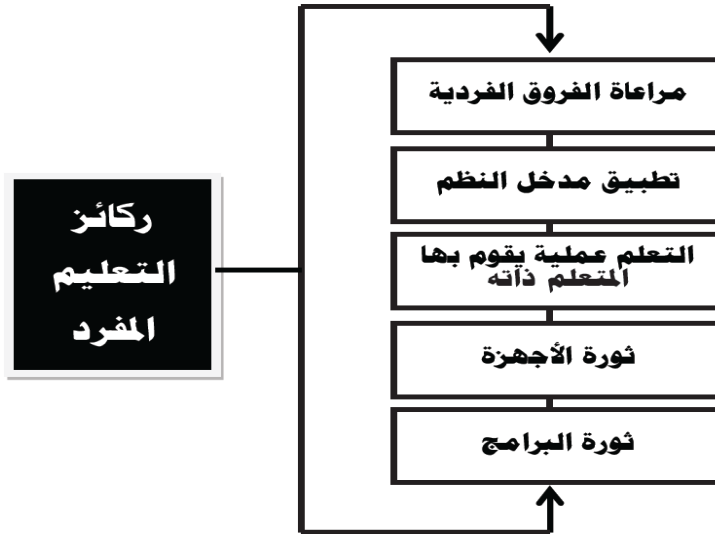 ركائز
التعليم
المفرد
مراعاة الفروق الفردية
تطبيق مدخل النظم
التعلم عملية يقوم بها
المتعلم ذاته
ثورة الأجهزة
ثورة البرامج